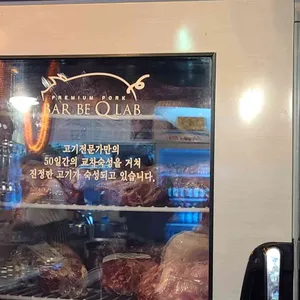 PREMIUM PORK
BAR BE Q LAB
고기전문가만의
50일간의 교차숙성을 거쳐
진정한 고기가 숙성되고 있습니다.